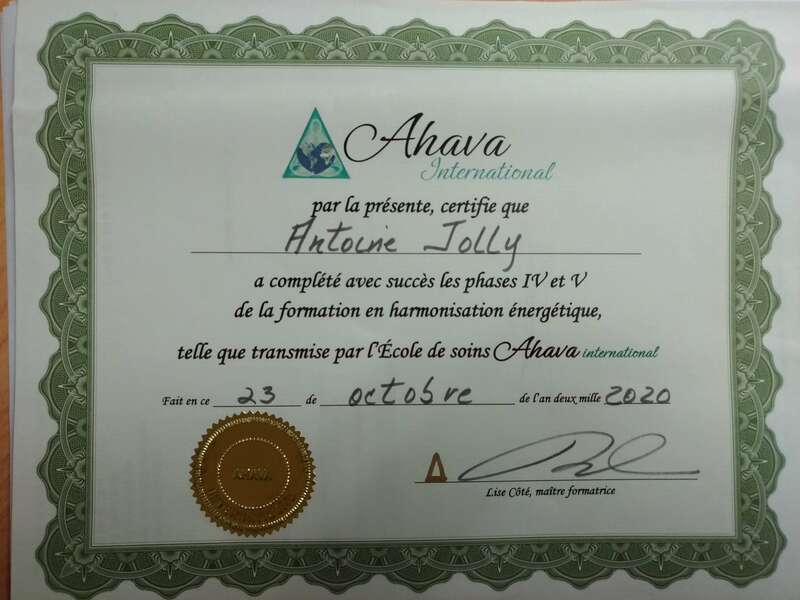 Ahava
International
par la présente, certifie que
Antoine Jolly
a complété avec succès les phases IV et V
de la formation en harmonisation énergétique,
telle que transmise par l'École de soins Ahava international
Fait en ce 23 de octobre de l'an deux mille 2020
AHAVA
Lise Côté, maître formatrice